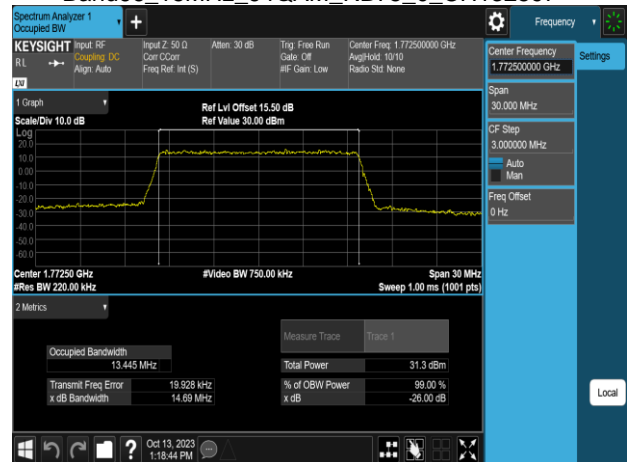 Spectrum Analyzer 1
Occupied BW
Frequency
KEYSIGHT
Input: RF
Input Z: 50 Ω
Atten: 30 dB
Trig: Free Run
Center Freq: 1.772500000 GHz
RL
Coupling: DC
Corr CCorr
Gate: Off
Avg|Hold: 10/10
Align: Auto
Freq Ref: Int (S)
#IF Gain: Low
Radio Std: None
LXI
Center Frequency
1.772500000 GHz
Settings
Span
30.000 MHz
CF Step
3.000000 MHz
Auto
Man
Freq Offset
0 Hz
Local
1 Graph
Ref Lvl Offset 15.50 dB
Scale/Div 10.0 dB
Ref Value 30.00 dBm
Log
20.0
10.0
0.00
-10.0
-20.0
-30.0
-40.0
-50.0
-60.0
Center 1.77250 GHz
#Video BW 750.00 kHz
Span 30 MHz
#Res BW 220.00 kHz
Sweep 1.00 ms (1001 pts)
2 Metrics
Measure Trace
Trace 1
Occupied Bandwidth
13.445 MHz
Total Power
31.3 dBm
Transmit Freq Error
19.928 kHz
% of OBW Power
99.00 %
x dB Bandwidth
14.69 MHz
x dB
-26.00 dB
?
Oct 13, 2023
1:18:44 PM